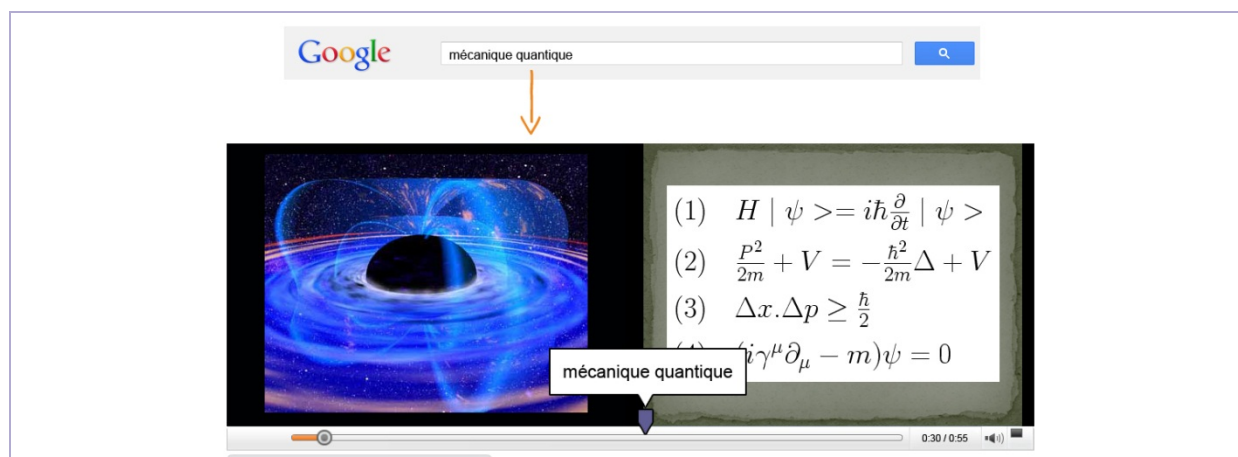 Google
mécanique quantique
(1) H | ψ >= iħ ∂/∂t | ψ >
(2) P²/2m + V = −ħ²/2m Δ + V
(3) Δx.Δp ≥ ħ/2
iγ^μ∂_μ − m)ψ = 0
mécanique quantique
0:30 / 0:55